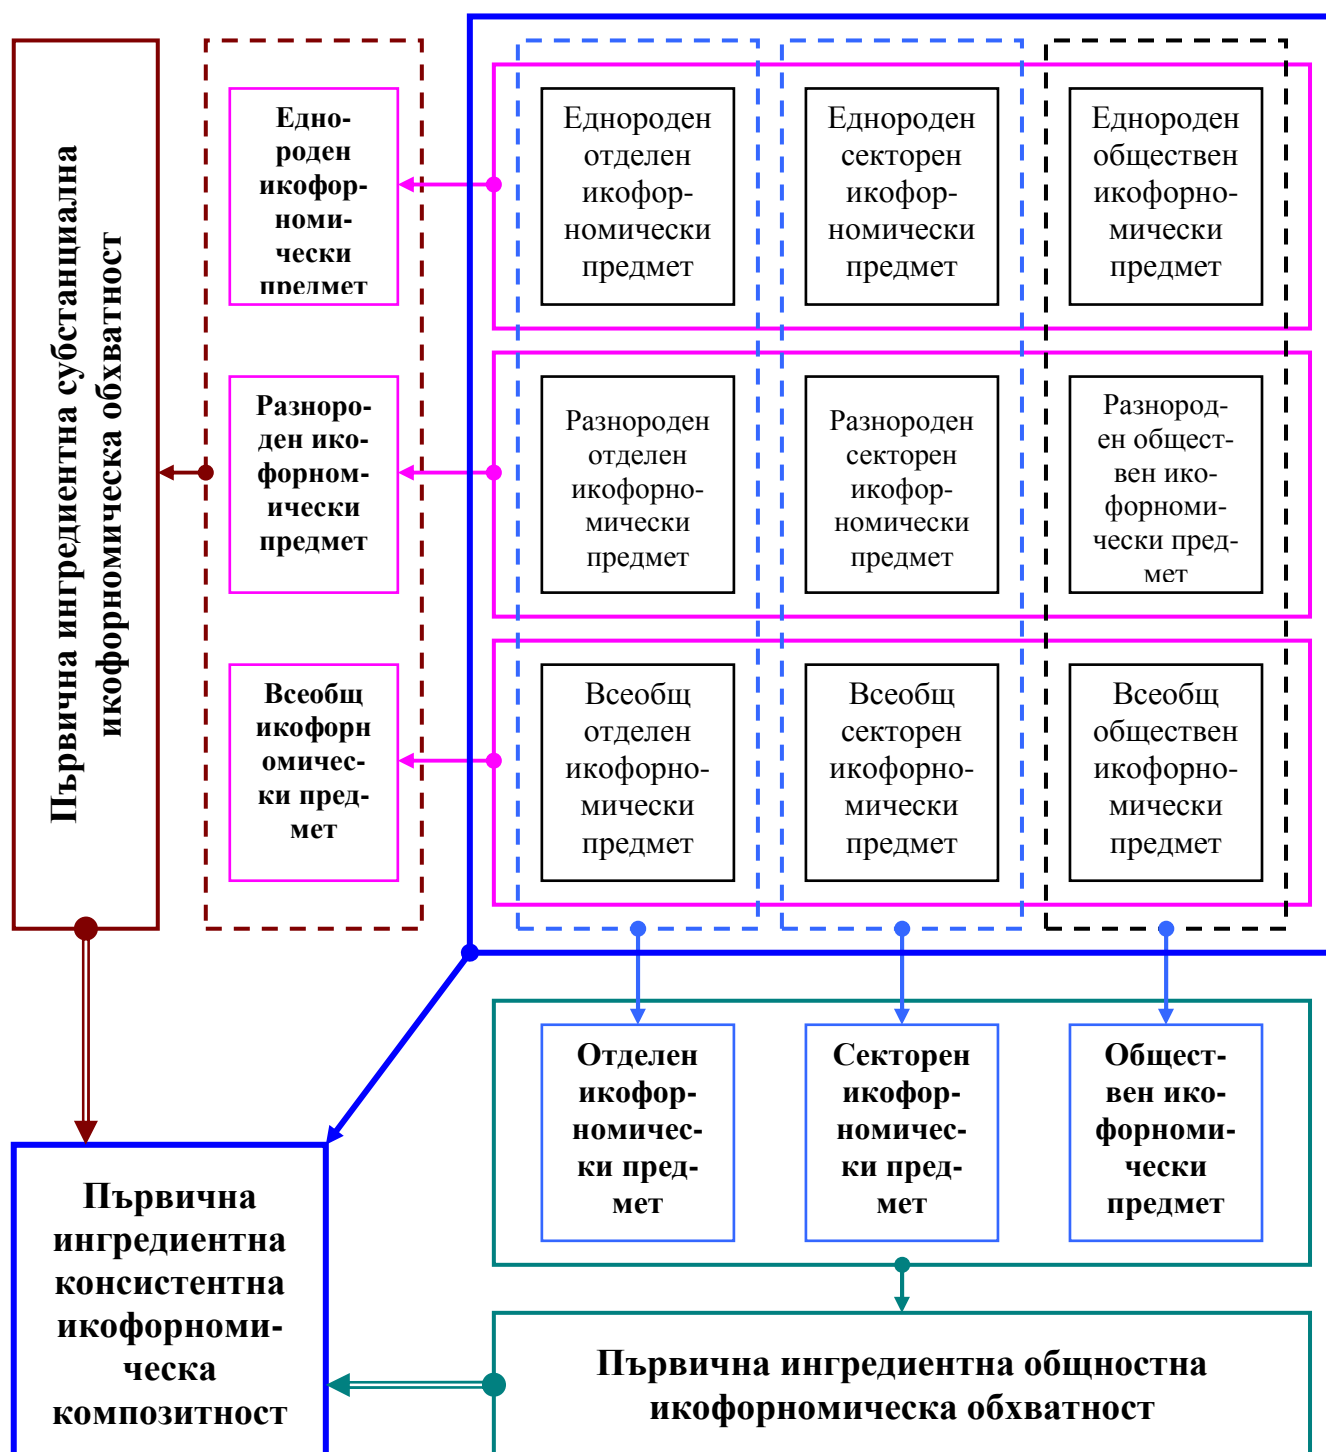 Първична ингредиентна субстанциална
икофорномическа обхватност
Едно-
роден
икофор-
номи-
чески
предмет
Еднороден
отделен
икофор-
номически
предмет
Еднороден
секторен
икофор-
номически
предмет
Еднороден
обществен
икофорно-
мически
предмет
Разноро-
ден ико-
форном-
ически
предмет
Разнороден
отделен
икофорно-
мически
предмет
Разнороден
секторен
икофор-
номически
предмет
Разнород-
ен общест-
вен ико-
форноми-
чески пред-
мет
Всеобщ
икофорн
омичес-
ки пред-
мет
Всеобщ
отделен
икофорно-
мически
предмет
Всеобщ
секторен
икофорно-
мически
предмет
Всеобщ
обществен
икофорно-
мически
предмет
Отделен
икофор-
номичес-
ки пред-
мет
Секторен
икофор-
номичес-
ки пред-
мет
Общест-
вен ико-
форноми-
чески
предмет
Първична
ингредиентна
консистентна
икофорноми-
ческа
композитност
Първична ингредиентна общностна
икофорномическа обхватност